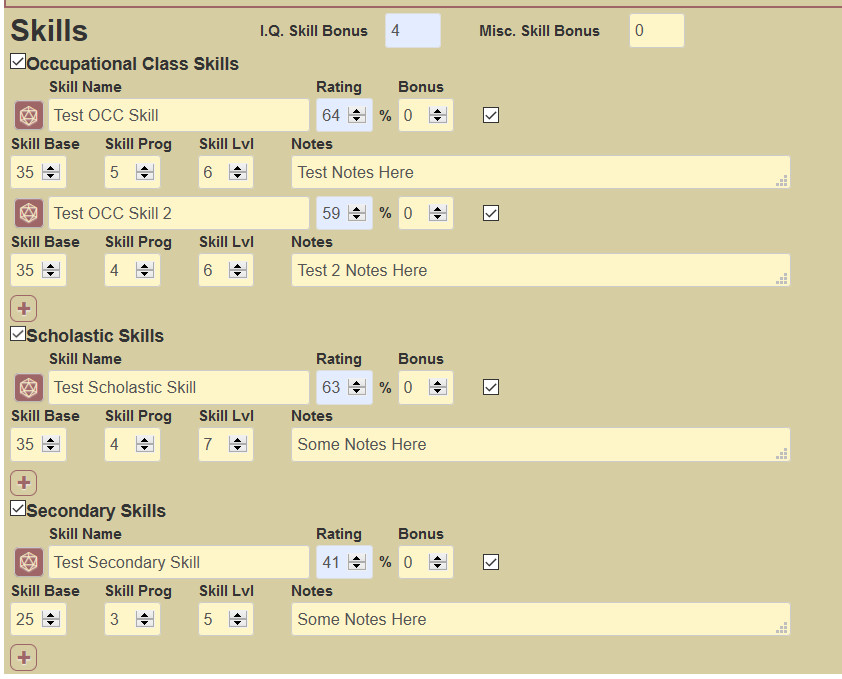 Skills I.Q. Skill Bonus 4 Misc. Skill Bonus 0
Occupational Class Skills
Skill Name Rating Bonus
Test OCC Skill 64 % 0
Skill Base Skill Prog Skill Lvl Notes
35 5 6 Test Notes Here
Test OCC Skill 2 59 % 0
Skill Base Skill Prog Skill Lvl Notes
35 4 6 Test 2 Notes Here
+
Scholastic Skills
Skill Name Rating Bonus
Test Scholastic Skill 63 % 0
Skill Base Skill Prog Skill Lvl Notes
35 4 7 Some Notes Here
+
Secondary Skills
Skill Name Rating Bonus
Test Secondary Skill 41 % 0
Skill Base Skill Prog Skill Lvl Notes
25 3 5 Some Notes Here
+